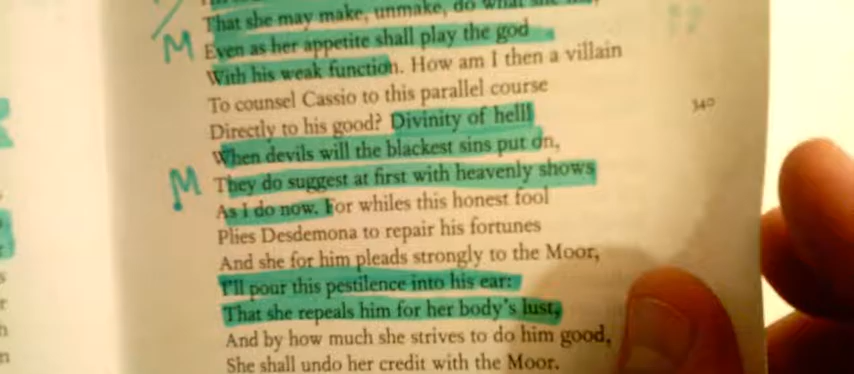 That she may make, unmake, do what she
M Even as her appetite shall play the god
With his weak function. How am I then a villain
To counsel Cassio to this parallel course
340
Directly to his good? Divinity of hell!
When devils will the blackest sins put on,
M They do suggest at first with heavenly shows
As I do now. For whiles this honest fool
Plies Desdemona to repair his fortunes
And she for him pleads strongly to the Moor,
I'll pour this pestilence into his ear:
That she repeals him for her body's lust,
And by how much she strives to do him good,
She shall undo her credit with the Moor.